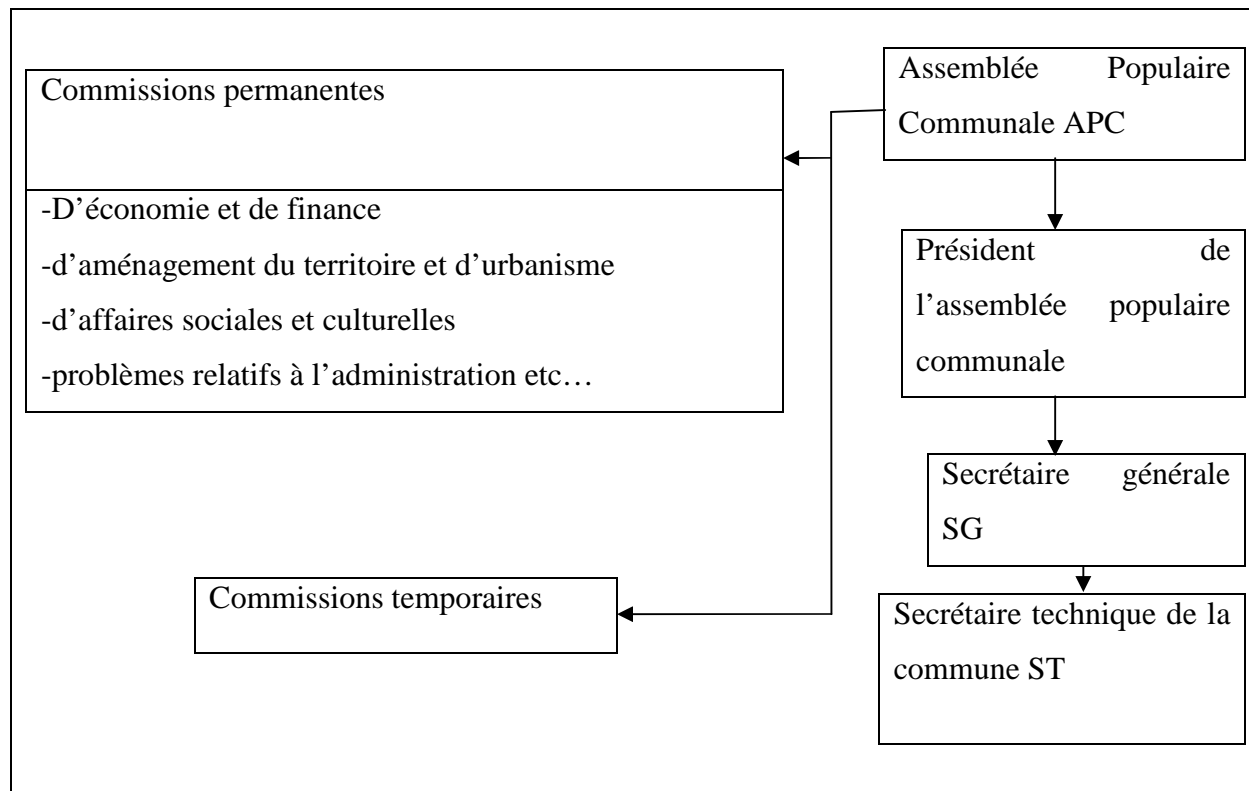 Commissions permanentes
-D’économie et de finance
-d’aménagement du territoire et d’urbanisme
-d’affaires sociales et culturelles
-problèmes relatifs à l’administration etc…
Commissions temporaires
Assemblée Populaire
Communale APC
Président de
l’assemblée populaire
communale
Secrétaire générale
SG
Secrétaire technique de la
commune ST